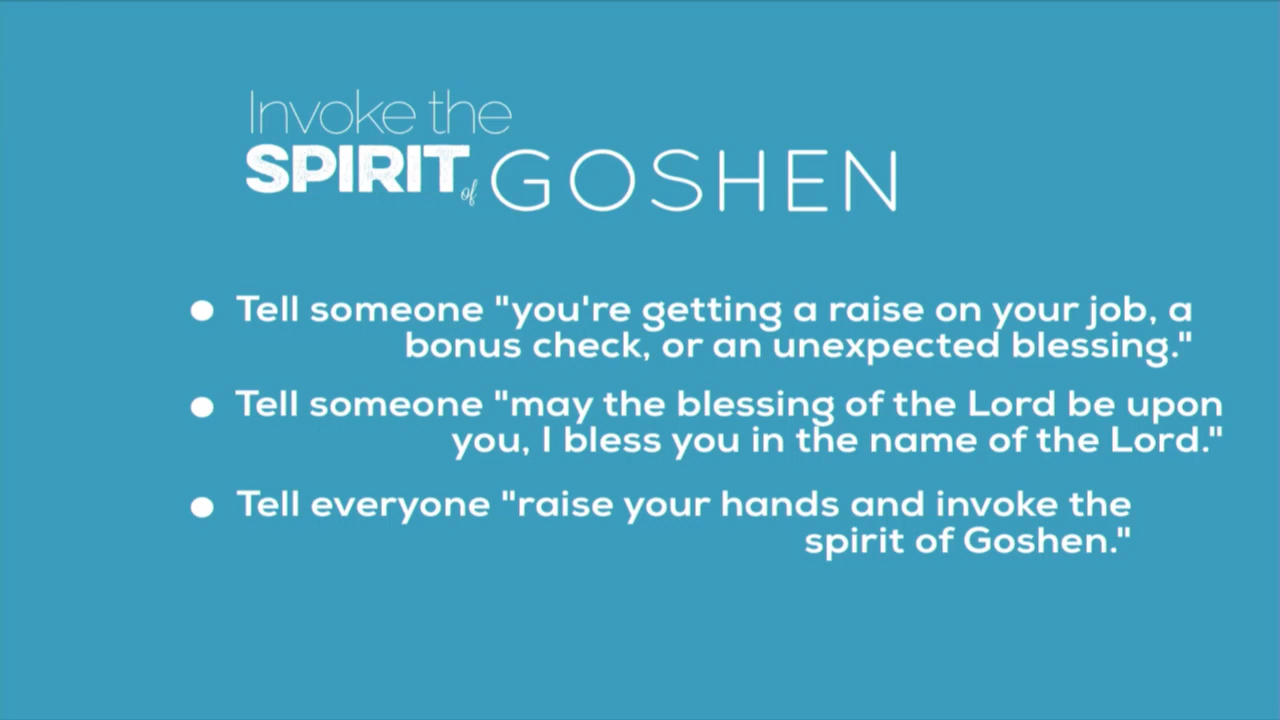 Invoke the
SPIRIT of GOSHEN
● Tell someone "you're getting a raise on your job, a
bonus check, or an unexpected blessing."
● Tell someone "may the blessing of the Lord be upon
you, I bless you in the name of the Lord."
● Tell everyone "raise your hands and invoke the
spirit of Goshen."